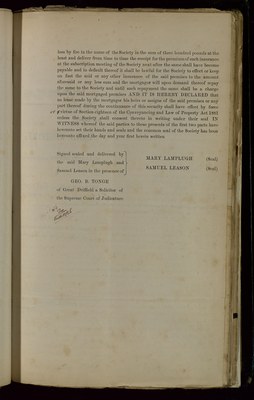 tion by fire in the name of the Society in the sum of three hundred pounds at the
least and deliver from time to time the receipt for the premium of such insurance
at the subscription meeting of the Society next after the same shall have become
payable and in default thereof it shall be lawful for the Society to effect or keep
on foot the said or any other insurance of the said premises to the amount
aforesaid or any less sum and the mortgagor will upon demand thereof repay
the same to the Society and until such repayment the same shall be a charge
upon the said mortgaged premises AND IT IS HEREBY DECLARED that
no lease made by the mortgagor his heirs or assigns of the said premises or any
part thereof during the continuance of this security shall have effect by force
or virtue of Section eighteen of the Conveyancing and Law of Property Act 1881
unless the Society shall consent thereto in writing under their seal IN
WITNESS whereof the said parties to these presents of the first two parts have
hereunto set their hands and seals and the common seal of the Society has been
hereunto affixed the day and year first herein written
Signed sealed and delivered by
the said Mary Lamplugh and
Samuel Leason in the presence of
MARY LAMPLUGH (Seal)
SAMUEL LEASON (Seal)
GEO. B. TONGE
of Great Driffield a Solicitor of
the Supreme Court of Judicature